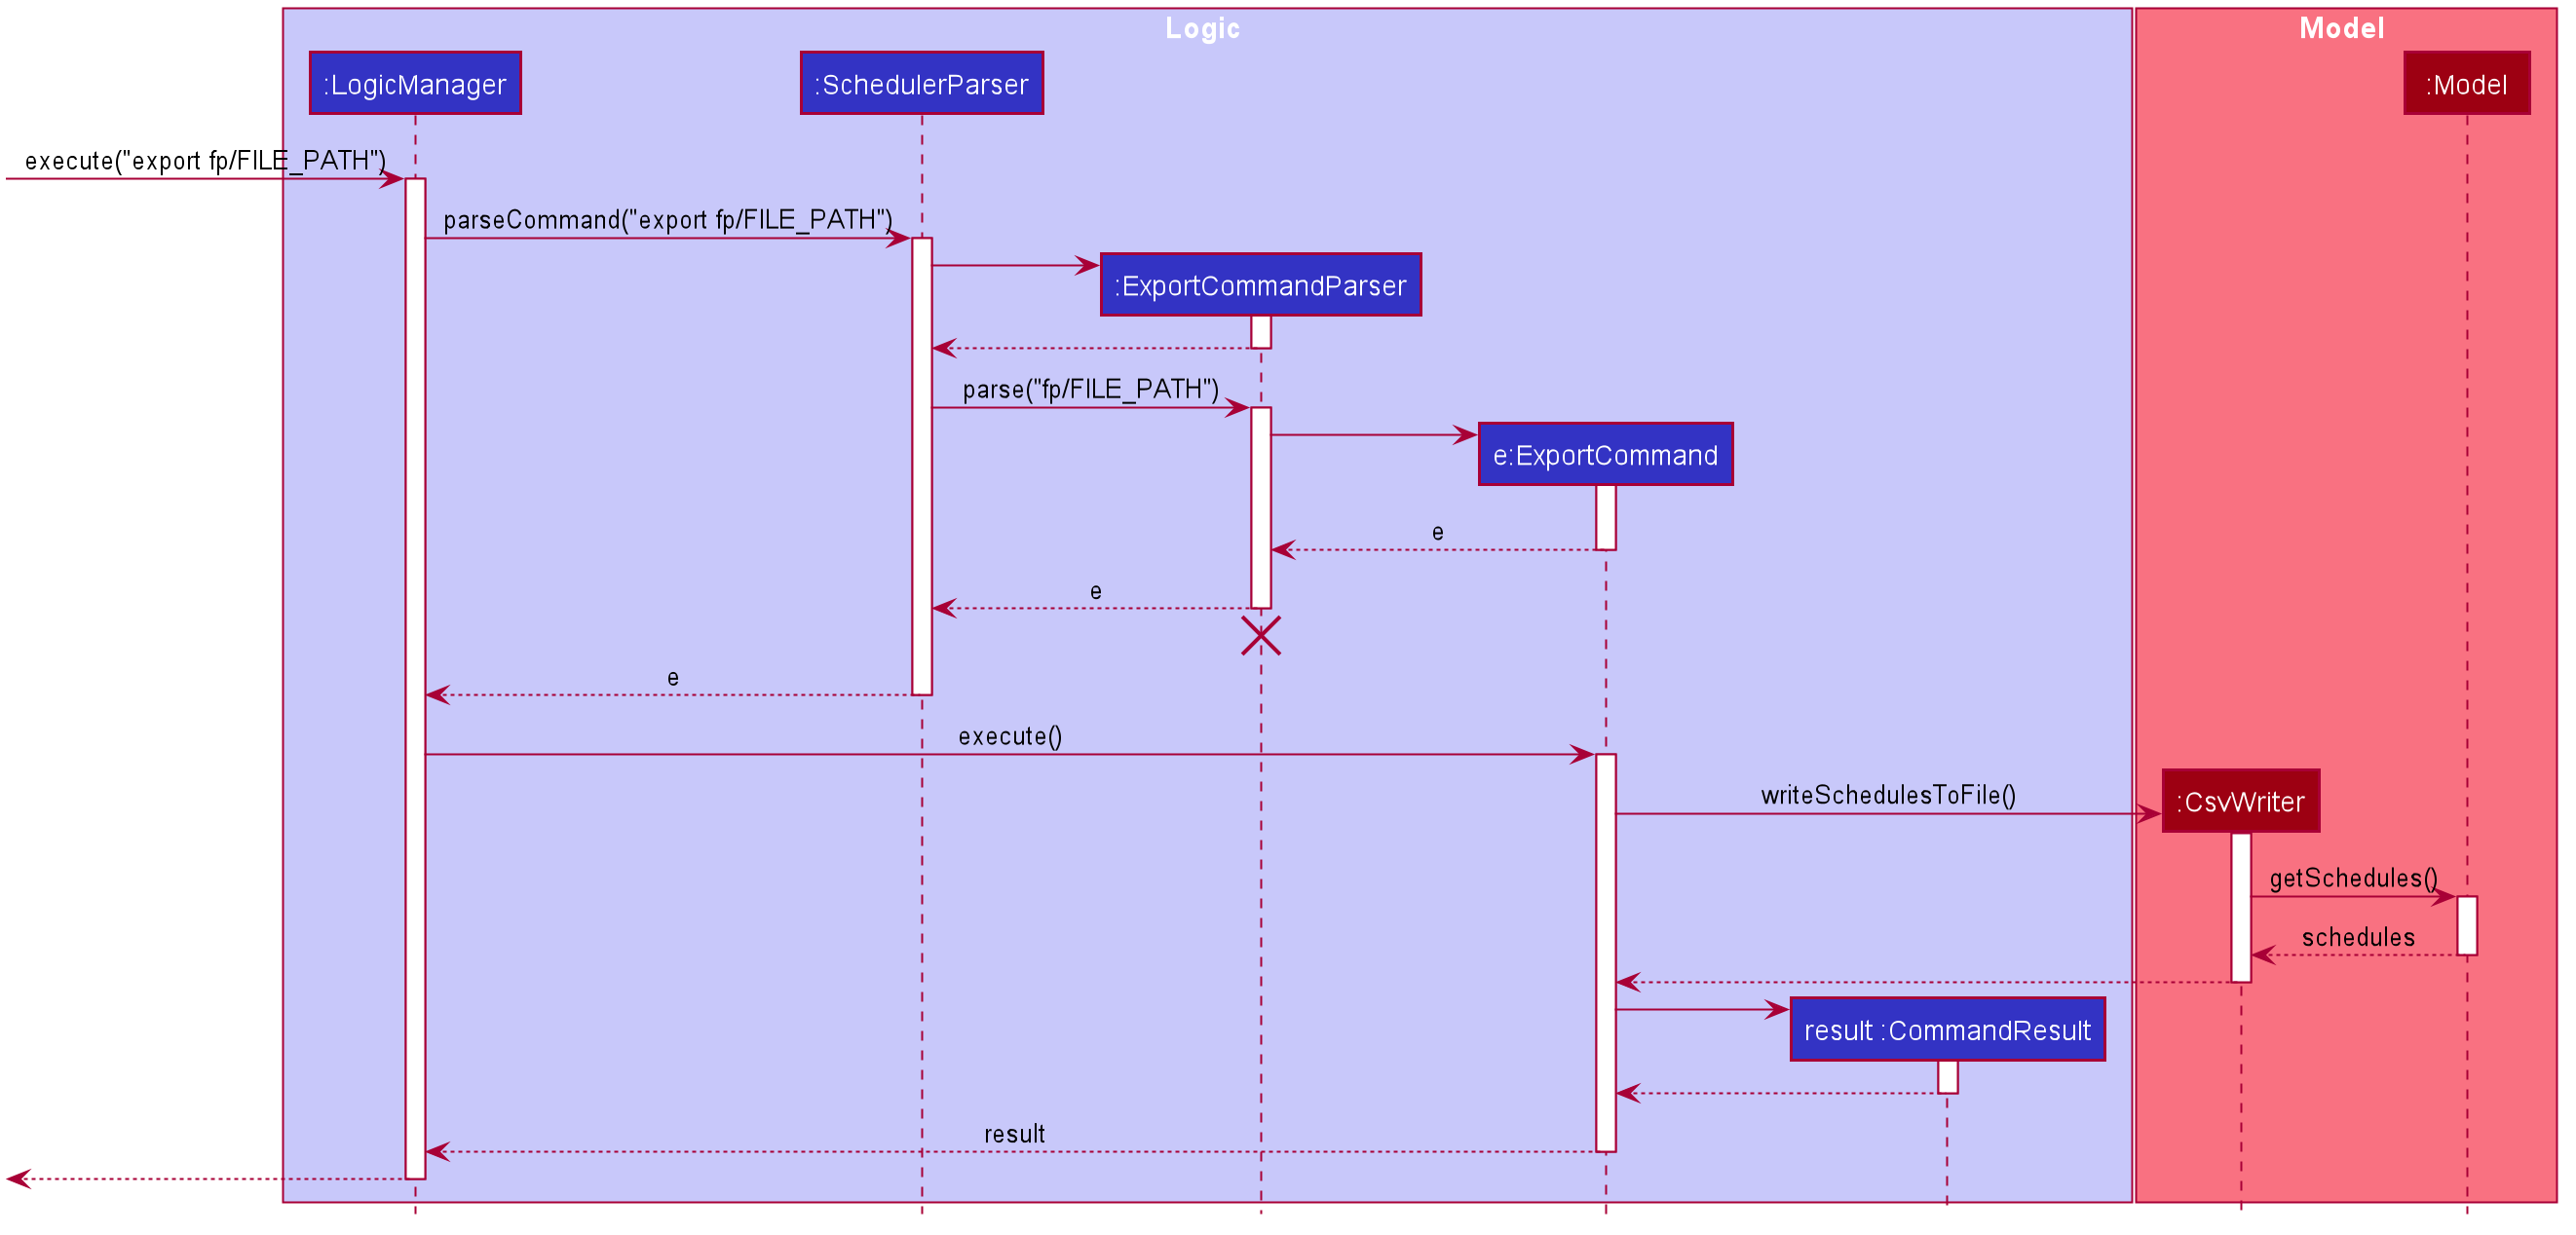 Logic
Model
:LogicManager
:SchedulerParser
:Model
execute("export fp/FILE_PATH")
parseCommand("export fp/FILE_PATH")
:ExportCommandParser
parse("fp/FILE_PATH")
e:ExportCommand
e
e
e
execute()
writeSchedulesToFile()
:CsvWriter
getSchedules()
schedules
result :CommandResult
result